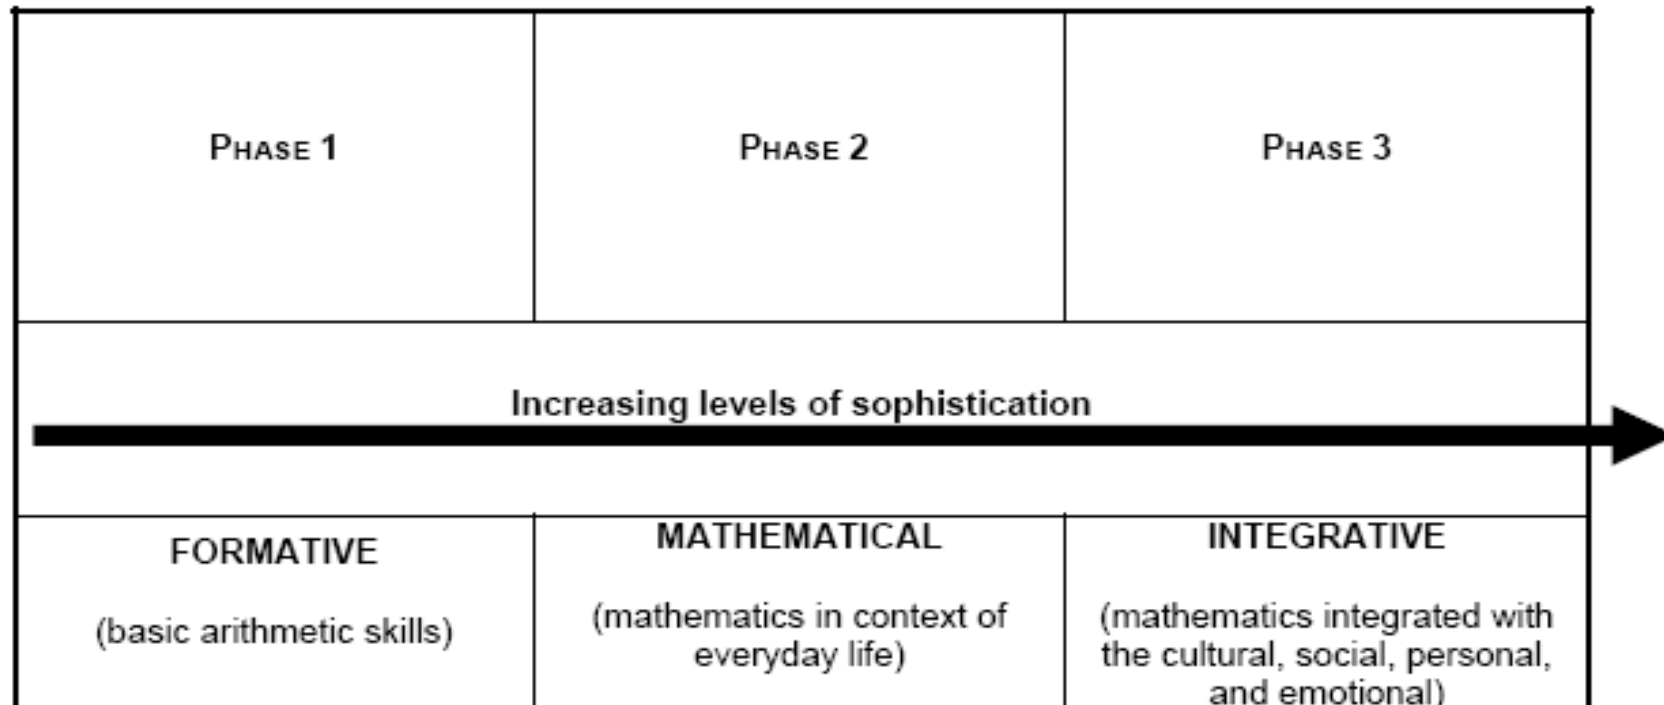 PHASE 1
PHASE 2
PHASE 3
Increasing levels of sophistication
FORMATIVE
(basic arithmetic skills)
MATHEMATICAL
(mathematics in context of
everyday life)
INTEGRATIVE
(mathematics integrated with
the cultural, social, personal,
and emotional)